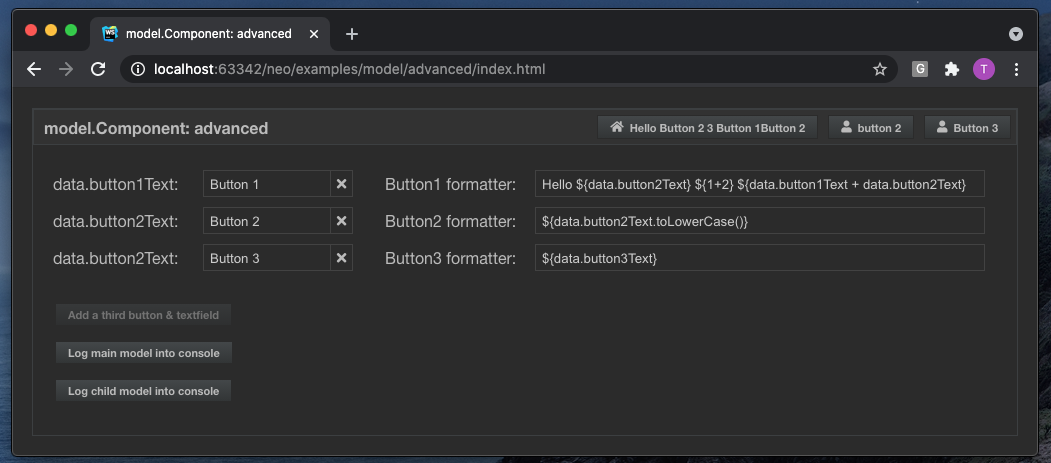 WS model.Component: advanced
localhost:63342/neo/examples/model/advanced/index.html
G
T
model.Component: advanced
Hello Button 2 3 Button 1Button 2
button 2
Button 3
data.button1Text: Button 1 Button1 formatter: Hello ${data.button2Text} ${1+2} ${data.button1Text + data.button2Text}
data.button2Text: Button 2 Button2 formatter: ${data.button2Text.toLowerCase()}
data.button2Text: Button 3 Button3 formatter: ${data.button3Text}
Add a third button & textfield
Log main model into console
Log child model into console